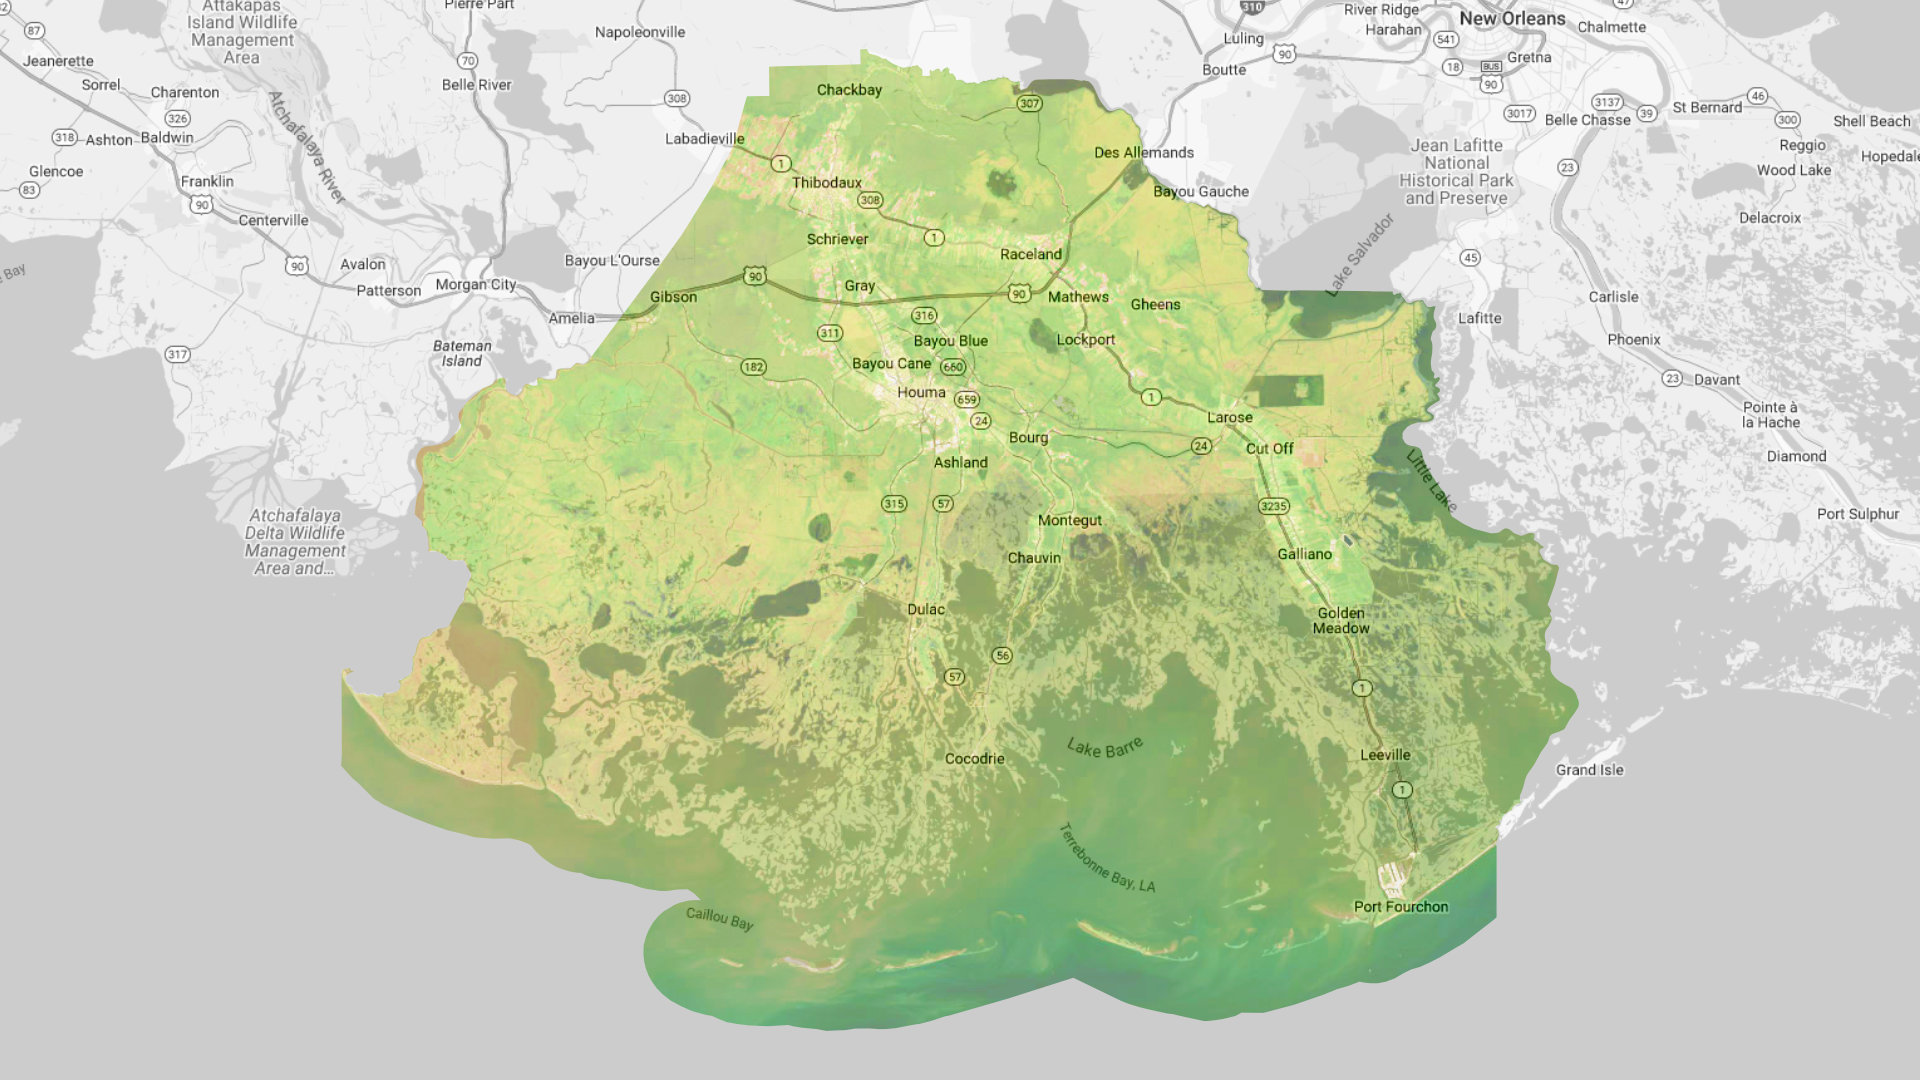 Pierre Part
Attakapas
Island Wildlife
Management
Area
87
Jeanerette
Sorrel
Charenton
326
70
Belle River
Napoleonville
308
310
Luling
90
Boutte
River Ridge
Harahan
New Orleans
47
541
Chalmette
Gretna
18
BUS
90
3017
3137
Belle Chasse
39
St Bernard
46
300
Shell Beach
Reggio
Hopedale
Wood Lake
Delacroix
318
Ashton
Baldwin
Glencoe
83
Franklin
90
Centerville
Atchafalaya River
Labadieville
Chackbay
307
1
Thibodaux
308
Des Allemands
Bayou Gauche
Jean Lafitte
National
Historical Park
and Preserve
23
Lake Salvador
45
Bay
90
Avalon
Patterson
Morgan City
Bayou L'Ourse
Schriever
1
Raceland
90
Gibson
Gray
90
Mathews
Gheens
Amelia
316
311
Bayou Blue
Lockport
Lafitte
Carlisle
Phoenix
317
Bateman
Island
182
Bayou Cane
660
Houma
659
24
1
Larose
23
Davant
Pointe à
la Hache
Bourg
24
Cut Off
Diamond
Ashland
Little Lake
315
57
3235
Port Sulphur
Atchafalaya
Delta Wildlife
Management
Area and...
Montegut
Chauvin
Galliano
Dulac
Golden
Meadow
56
57
1
Lake Barre
Cocodrie
Leeville
Grand Isle
1
Terrebonne Bay, LA
Caillou Bay
Port Fourchon